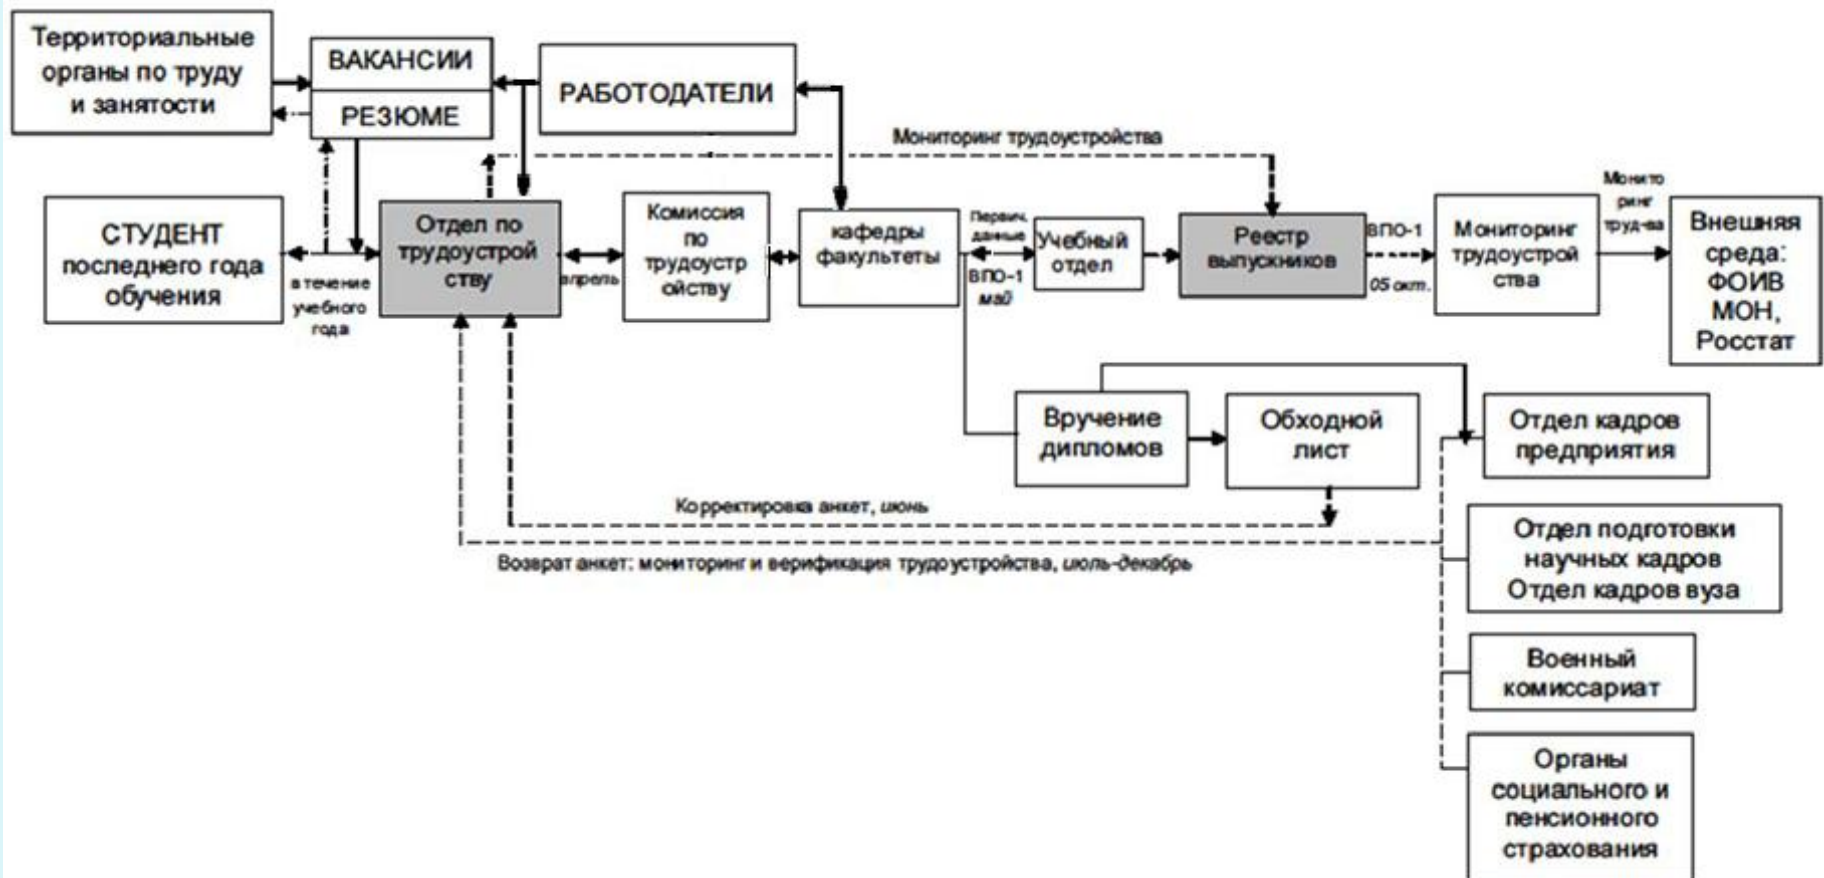 Территориальные
органы по труду
и занятости
ВАКАНСИИ
РЕЗЮМЕ
РАБОТОДАТЕЛИ
Мониторинг трудоустройства
СТУДЕНТ
последнего года
обучения
в течение
учебного
года
Отдел по
трудоустрой
ству
апрель
Комиссия
по
трудоустр
ойству
кафедры
факультеты
Первич.
данные
ВПО-1
май
Учебный
отдел
Реестр
выпускников
ВПО-1
05 окт.
Мониторинг
трудоустрой
ства
Монито
ринг
труд-ва
Внешняя
среда:
ФОИВ
МОН,
Росстат
Вручение
дипломов
Обходной
лист
Отдел кадров
предприятия
Корректировка анкет, июнь
Возврат анкет: мониторинг и верификация трудоустройства, июль-декабрь
Отдел подготовки
научных кадров
Отдел кадров вуза
Военный
комиссариат
Органы
социального и
пенсионного
страхования